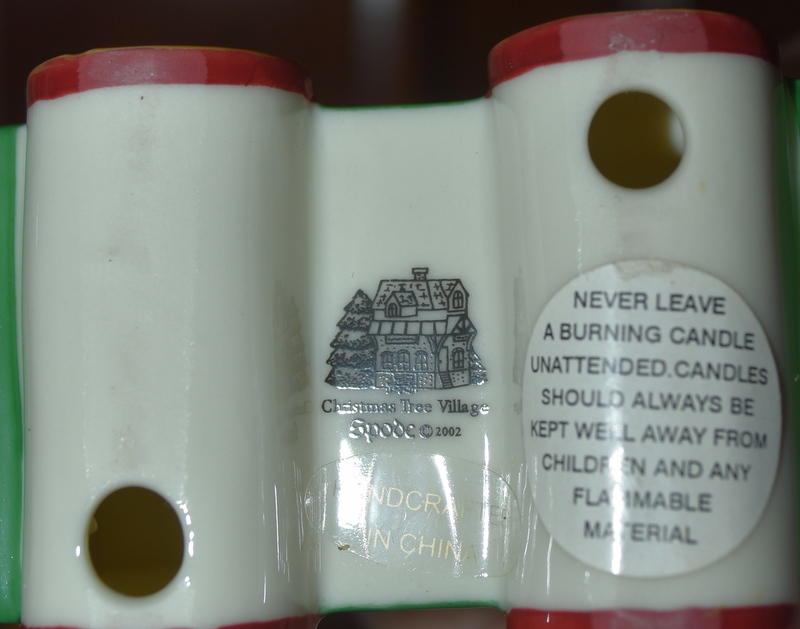 Christmas Tree Village
Spode © 2002
HANDCRAFTED
IN CHINA
NEVER LEAVE
A BURNING CANDLE
UNATTENDED.CANDLES
SHOULD ALWAYS BE
KEPT WELL AWAY FROM
CHILDREN AND ANY
FLAMMABLE
MATERIAL